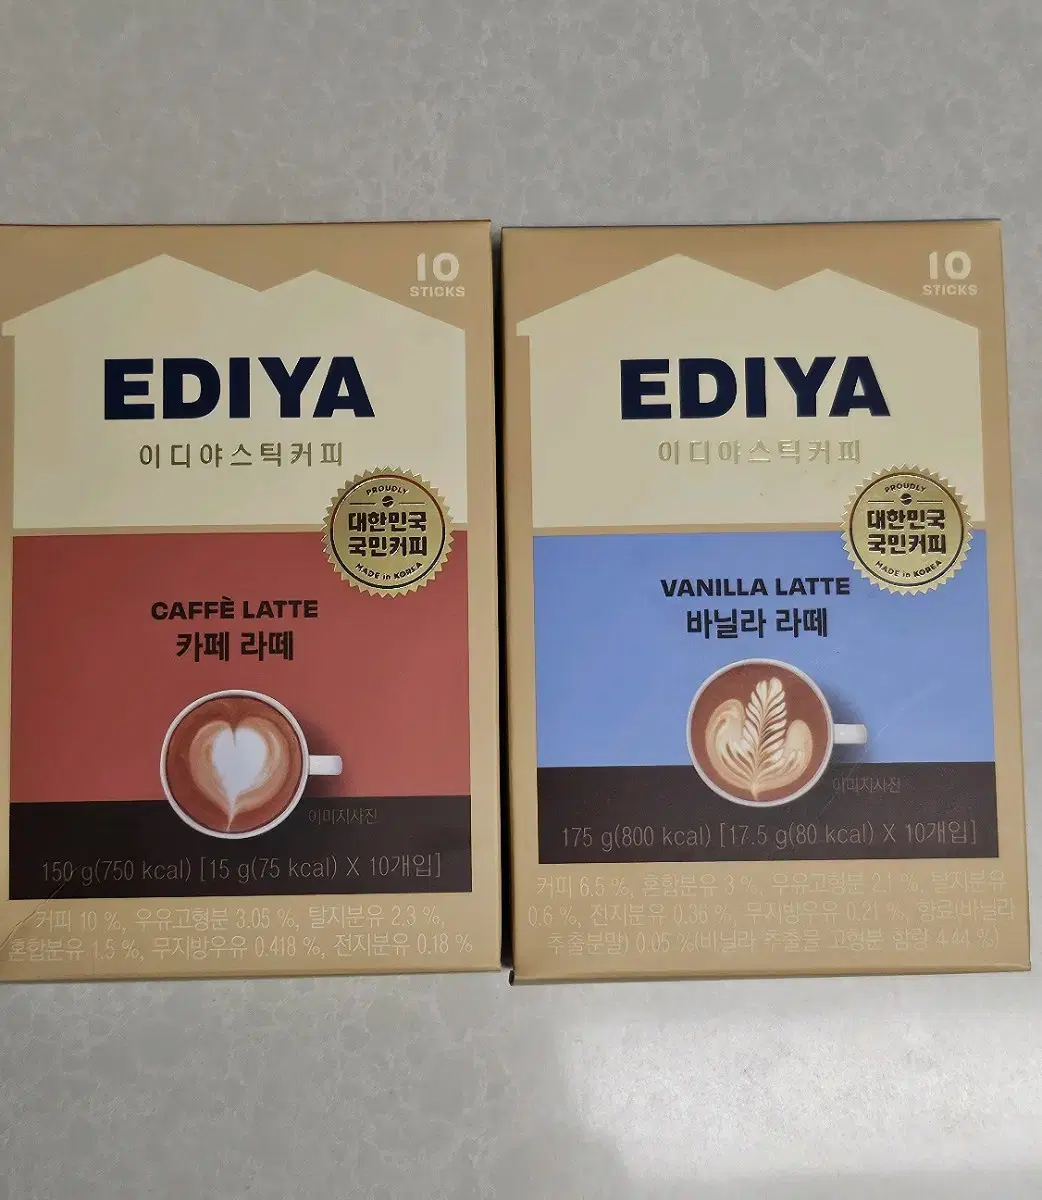 10
STICKS
EDIYA
이디야스틱커피
PROUDLY
대한민국
국민커피
MADE in KOREA
CAFFÈ LATTE
카페 라떼
이미지사진
150 g(750 kcal) [15 g(75 kcal) X 10개입]
커피 10 %, 우유고형분 3.05 %, 탈지분유 2.3 %,
혼합분유 1.5 %, 무지방우유 0.418 %, 전지분유 0.18 %
10
STICKS
EDIYA
이디야스틱커피
PROUDLY
대한민국
국민커피
MADE in KOREA
VANILLA LATTE
바닐라 라떼
이미지사진
175 g(800 kcal) [17.5 g(80 kcal) X 10개입]
커피 6.5 %, 혼합분유 3 %, 우유고형분 2.1 %, 탈지분유
0.6 %, 전지분유 0.36 %, 무지방우유 0.21 %, 향료(바닐라
추출분말) 0.05 %(바닐라 추출물 고형분 함량 4.44 %)